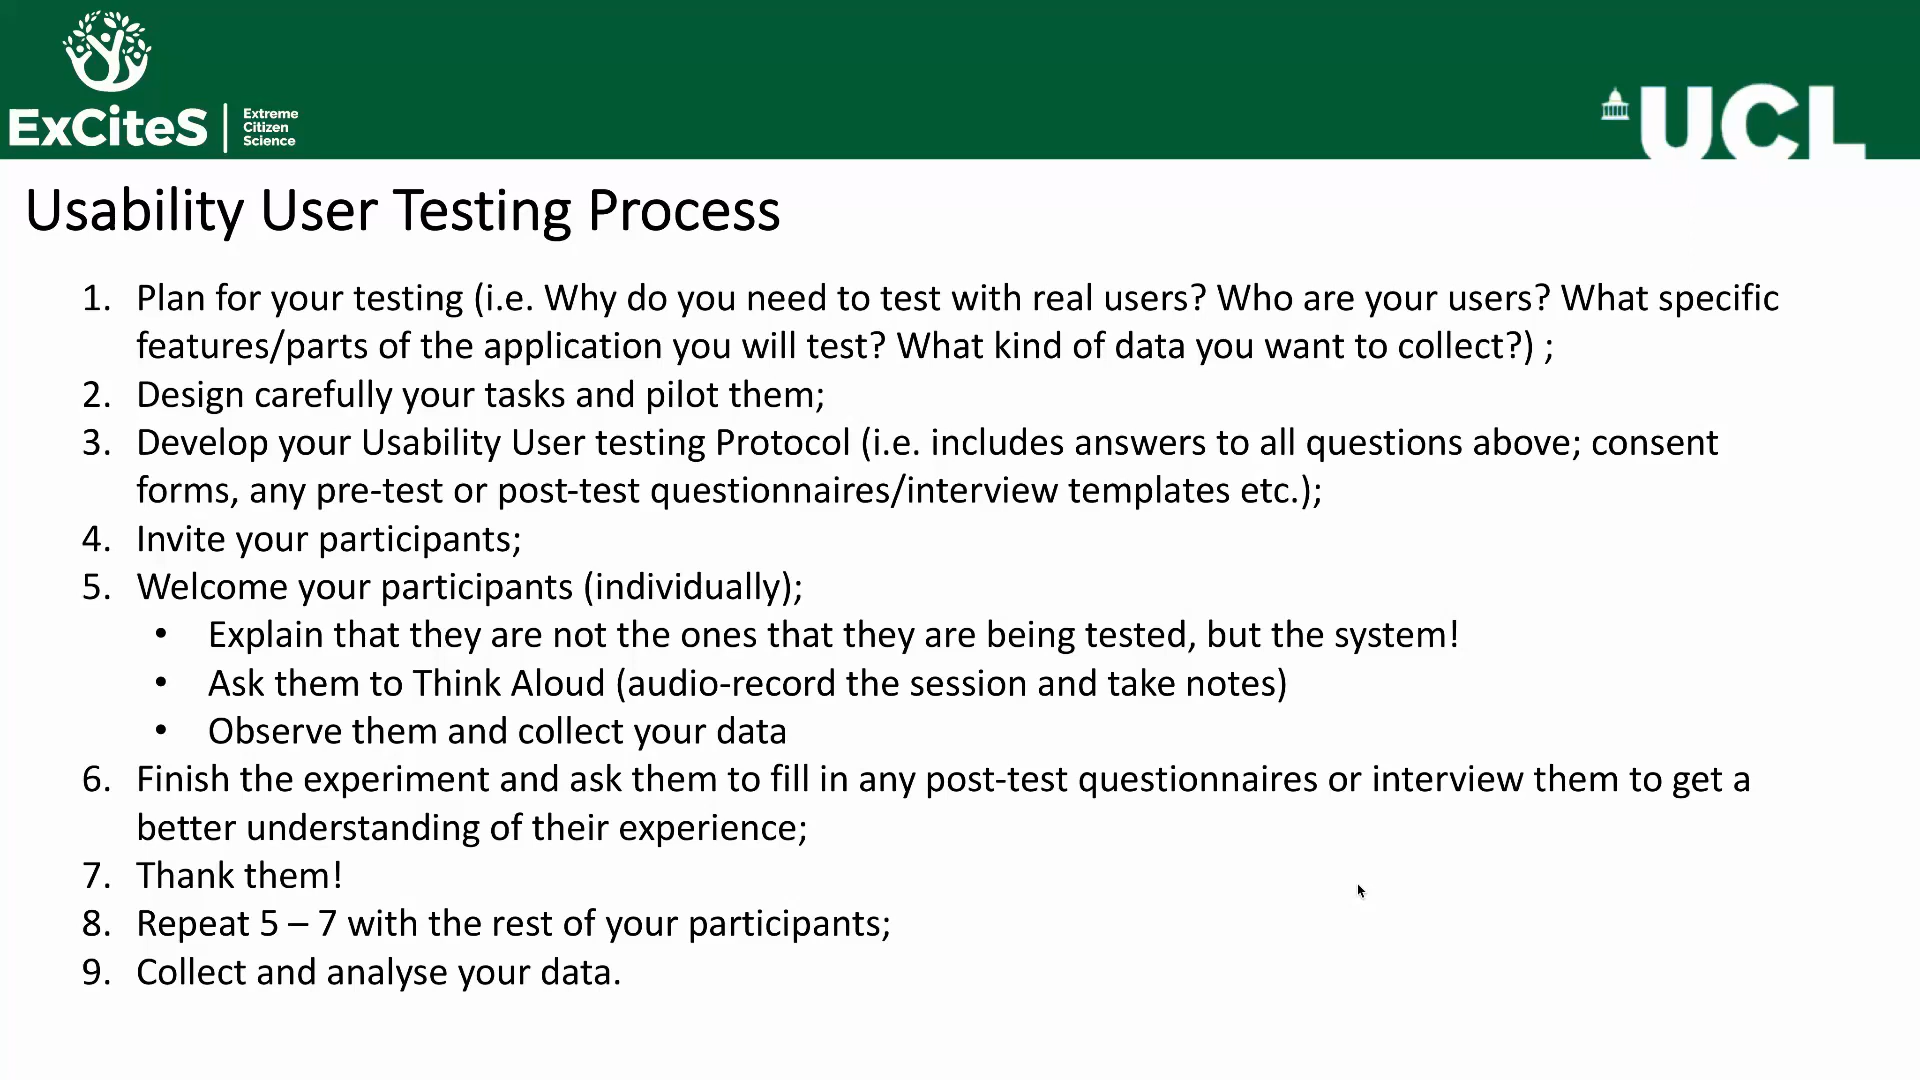 ExCiteS
Extreme
Citizen
Science
UCL
Usability User Testing Process
1. Plan for your testing (i.e. Why do you need to test with real users? Who are your users? What specific
features/parts of the application you will test? What kind of data you want to collect?) ;
2. Design carefully your tasks and pilot them;
3. Develop your Usability User testing Protocol (i.e. includes answers to all questions above; consent
forms, any pre-test or post-test questionnaires/interview templates etc.);
4. Invite your participants;
5. Welcome your participants (individually);
• Explain that they are not the ones that they are being tested, but the system!
• Ask them to Think Aloud (audio-record the session and take notes)
• Observe them and collect your data
6. Finish the experiment and ask them to fill in any post-test questionnaires or interview them to get a
better understanding of their experience;
7. Thank them!
8. Repeat 5 – 7 with the rest of your participants;
9. Collect and analyse your data.